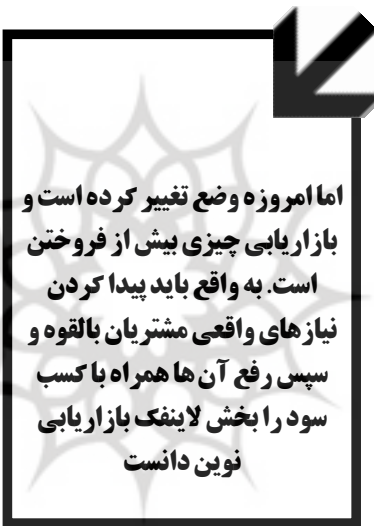 اما امروزه وضع تغییر کرده است و
بازاریابی چیزی بیش از فروختن
است. به واقع باید پیدا کردن
نیازهای واقعی مشتریان بالقوه و
سپس رفع آن ها همراه با کسب
سود را بخش لاینفک بازاریابی
نوین دانست